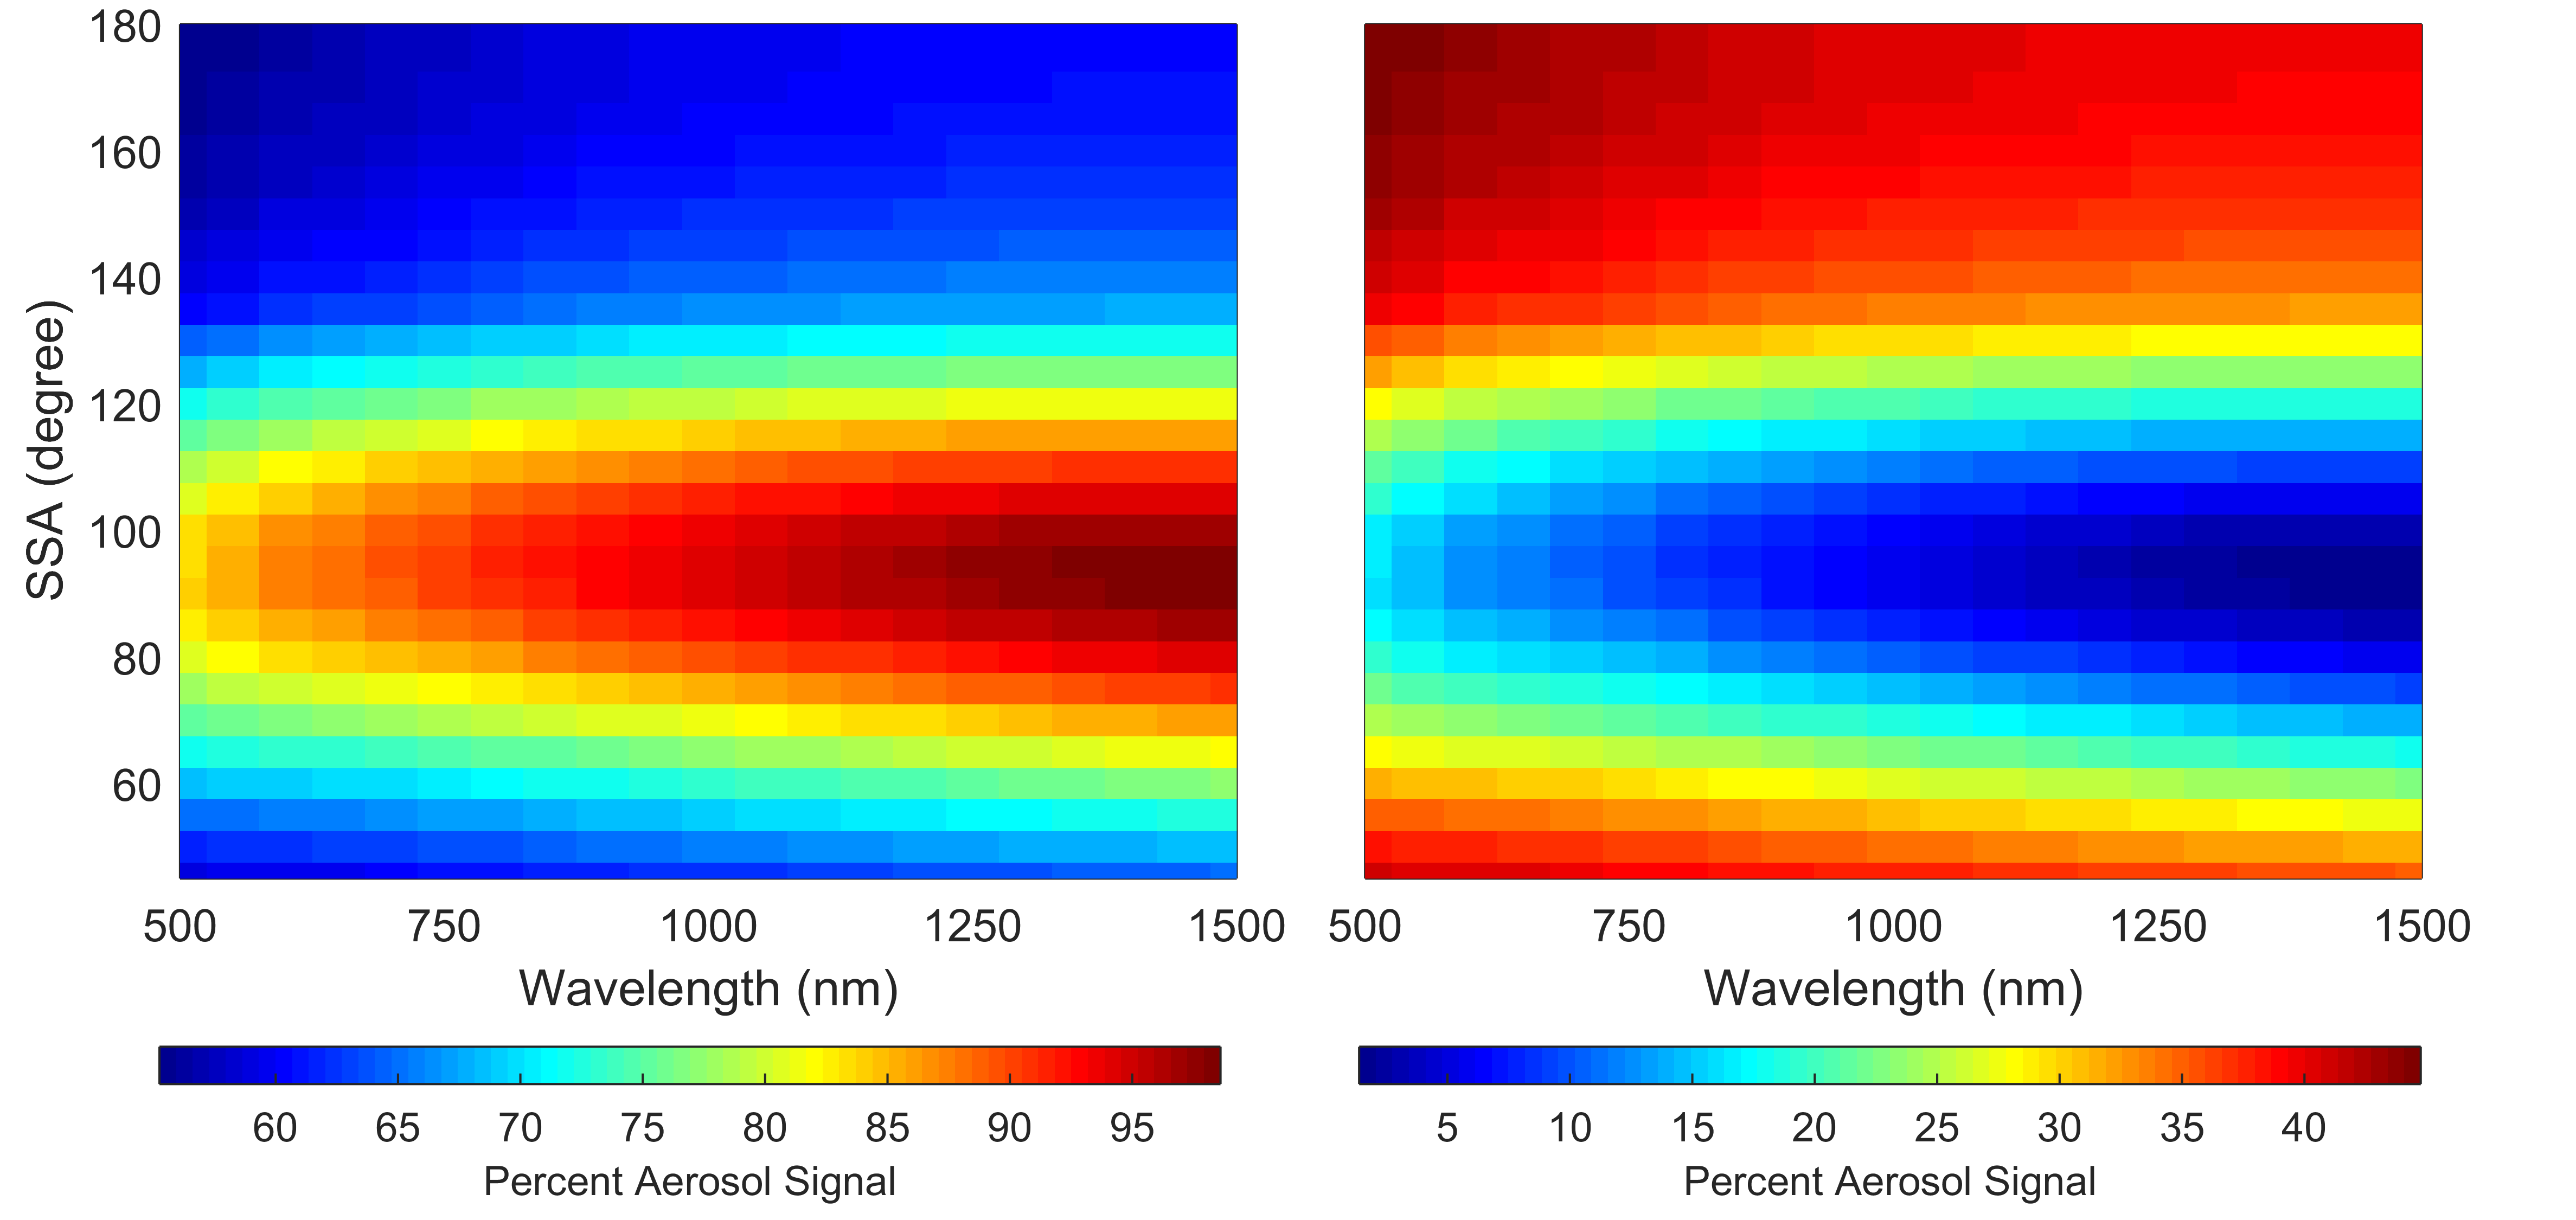 180
160
140
120
100
80
60
SSA (degree)
500 750 1000 1250 1500
Wavelength (nm)
60 65 70 75 80 85 90 95
Percent Aerosol Signal
500 750 1000 1250 1500
Wavelength (nm)
5 10 15 20 25 30 35 40
Percent Aerosol Signal